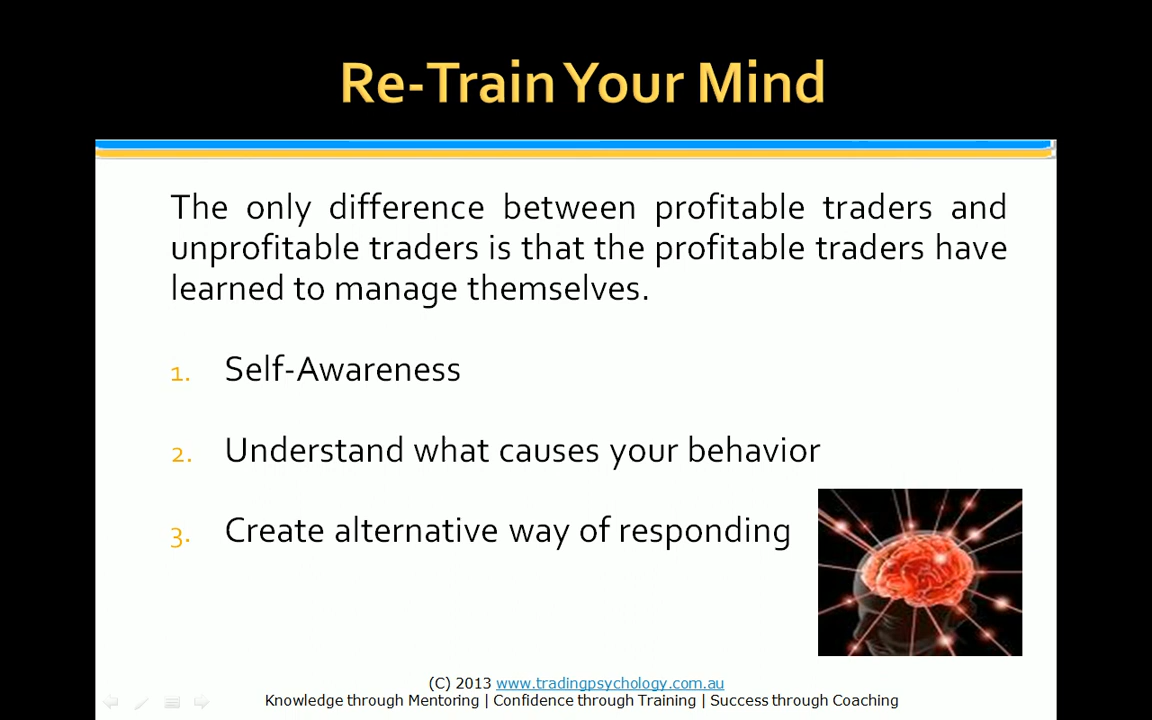 Re-Train Your Mind
The only difference between profitable traders and
unprofitable traders is that the profitable traders have
learned to manage themselves.
1. Self-Awareness
2. Understand what causes your behavior
3. Create alternative way of responding
(C) 2013 www.tradingpsychology.com.au
Knowledge through Mentoring | Confidence through Training | Success through Coaching